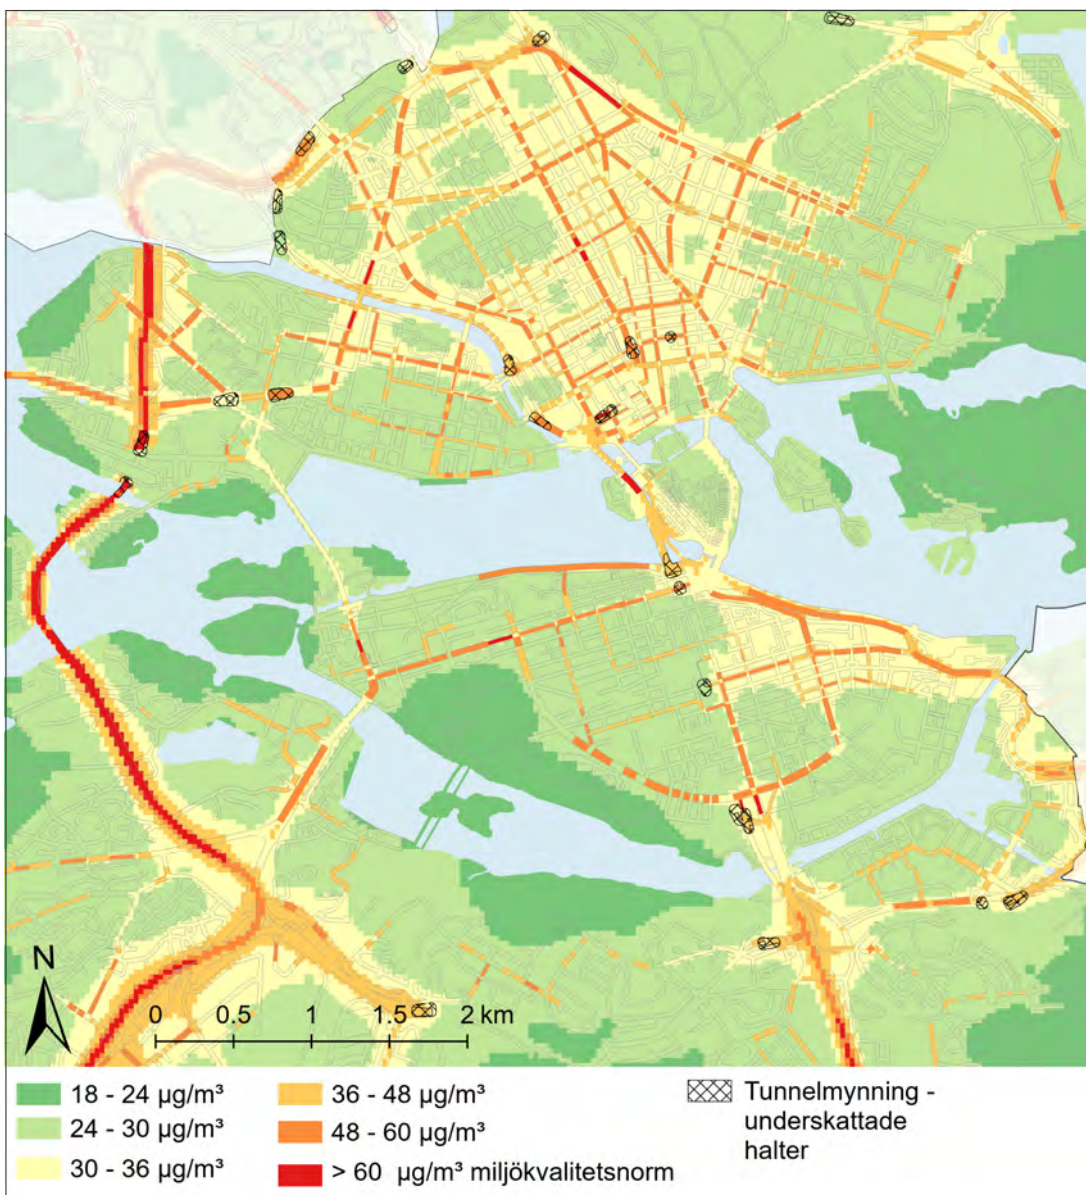 N
0 0.5 1 1.5 2 km
18 - 24 µg/m³
24 - 30 µg/m³
30 - 36 µg/m³
36 - 48 µg/m³
48 - 60 µg/m³
> 60 µg/m³ miljökvalitetsnorm
Tunnelmynning -
underskattade
halter